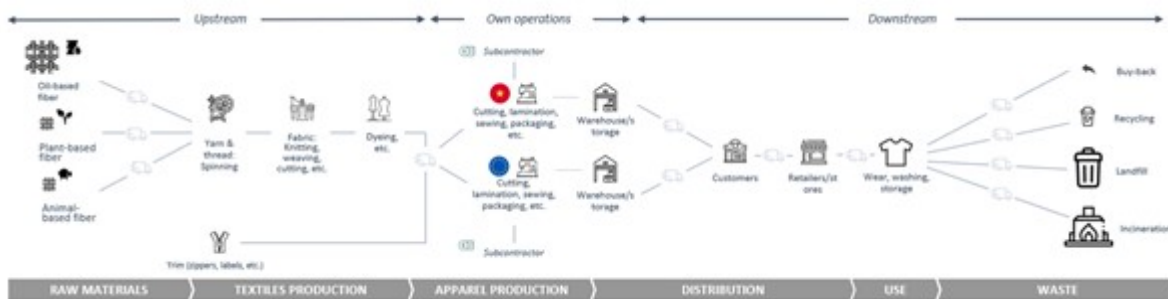 Upstream
Own operations
Downstream
Subcontractor
Oil-based
fiber
Plant-based
fiber
Animal-
based fiber
Yarn &
thread:
Spinning
Fabric:
Knitting,
weaving,
cutting, etc.
Dyeing,
etc.
Trim (zippers, labels, etc.)
Cutting, lamination,
sewing, packaging,
etc.
Warehouse/s
torage
Cutting,
lamination, sewing,
packaging, etc.
Warehouse/s
torage
Subcontractor
Customers
Retailers/st
ores
Wear, washing,
storage
Buy-back
Recycling
Landfill
Incineration
RAW MATERIALS
TEXTILES PRODUCTION
APPAREL PRODUCTION
DISTRIBUTION
USE
WASTE